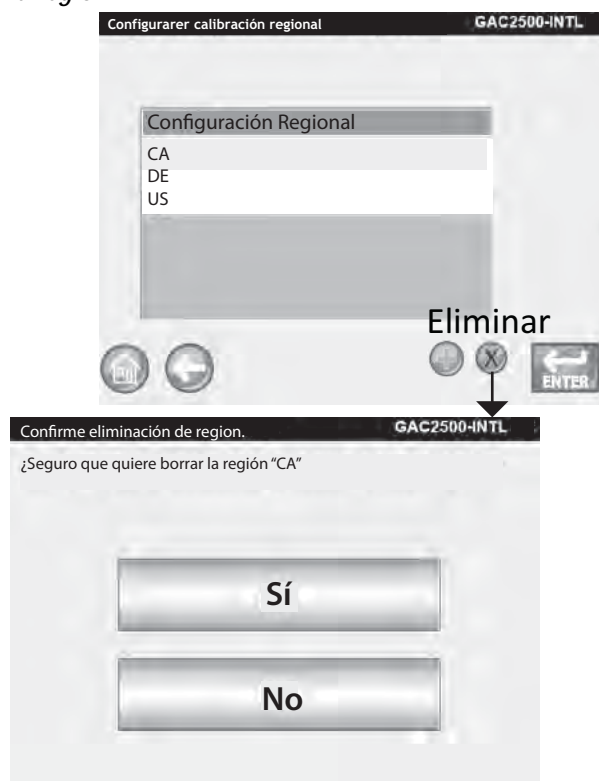 Configurarer calibración regional GAC2500-INTL
Configuración Regional
CA
DE
US
Eliminar
X
ENTER
Confirme eliminación de region. GAC2500-INTL
¿Seguro que quiere borrar la región “CA”
Sí
No